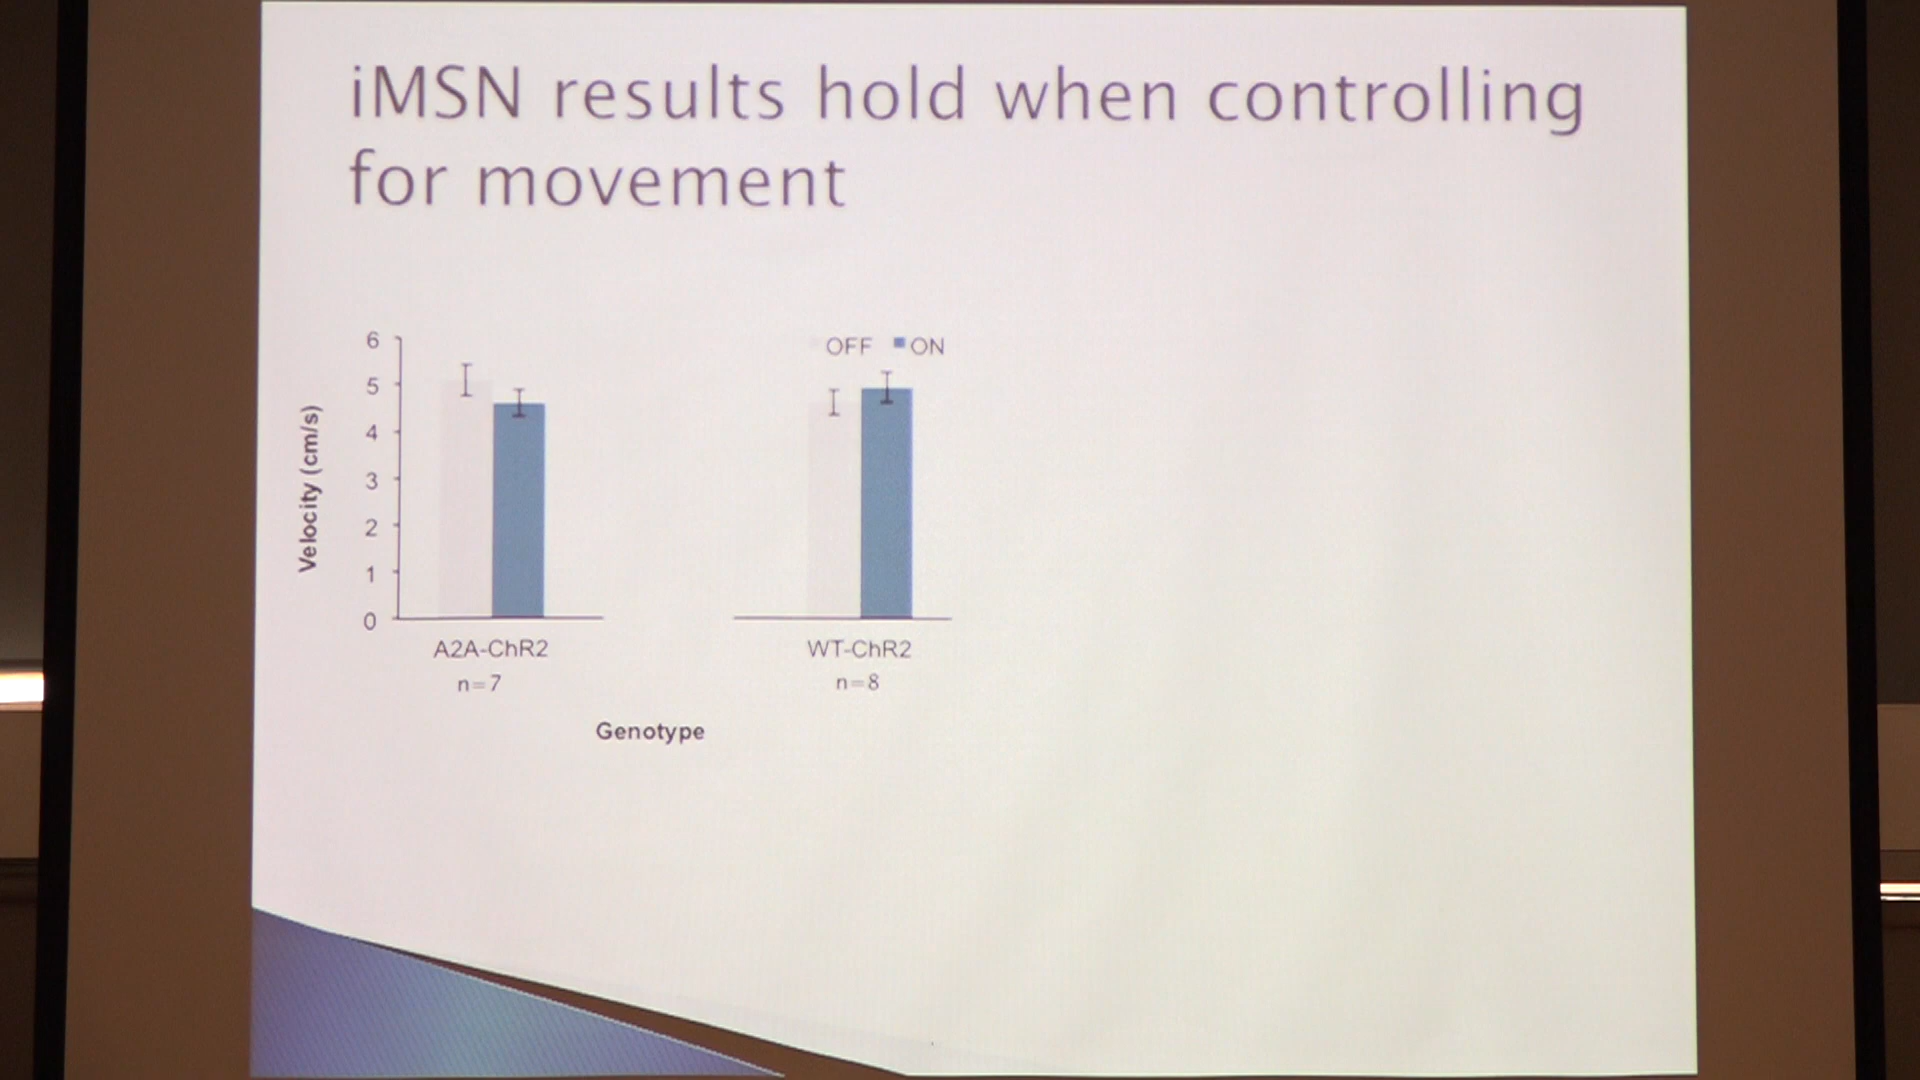 iMSN results hold when controlling
for movement
OFF ON
6
5
4
3
2
1
0
Velocity (cm/s)
A2A-ChR2
WT-ChR2
n=7
n=8
Genotype